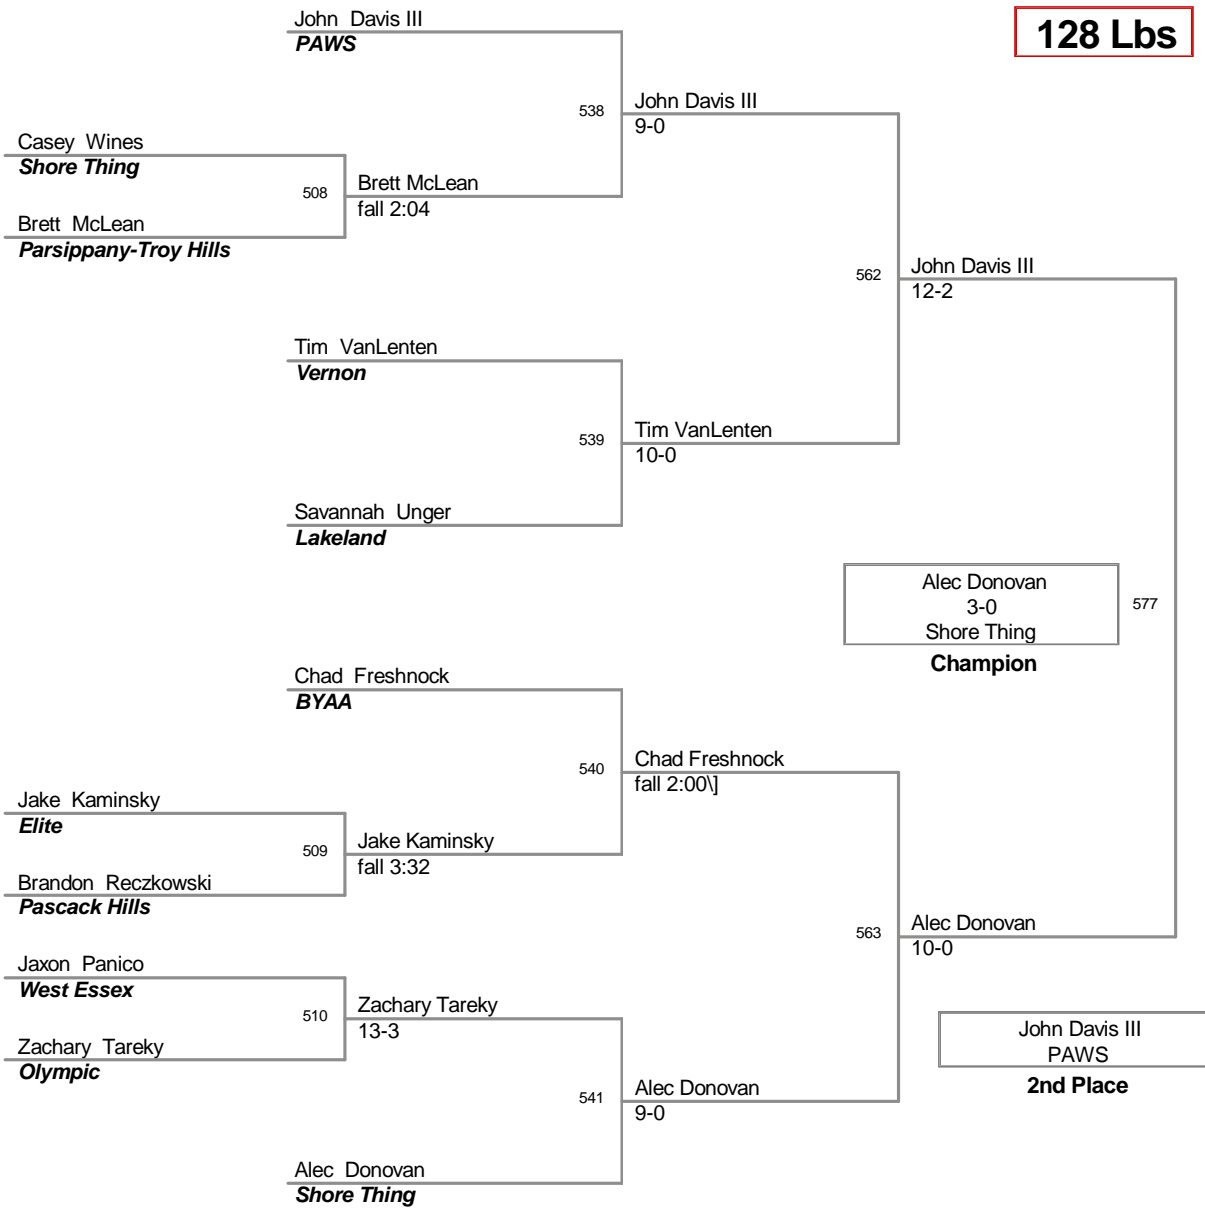 John Davis III
PAWS
128 Lbs
538
John Davis III
9-0
Casey Wines
Shore Thing
508
Brett McLean
fall 2:04
Brett McLean
Parsippany-Troy Hills
562
John Davis III
12-2
Tim VanLenten
Vernon
539
Tim VanLenten
10-0
Savannah Unger
Lakeland
Alec Donovan
3-0
Shore Thing
577
Champion
Chad Freshnock
BYAA
540
Chad Freshnock
fall 2:00\]
Jake Kaminsky
Elite
509
Jake Kaminsky
fall 3:32
Brandon Reczkowski
Pascack Hills
563
Alec Donovan
10-0
Jaxon Panico
West Essex
510
Zachary Tareky
13-3
Zachary Tareky
Olympic
John Davis III
PAWS
2nd Place
541
Alec Donovan
9-0
Alec Donovan
Shore Thing